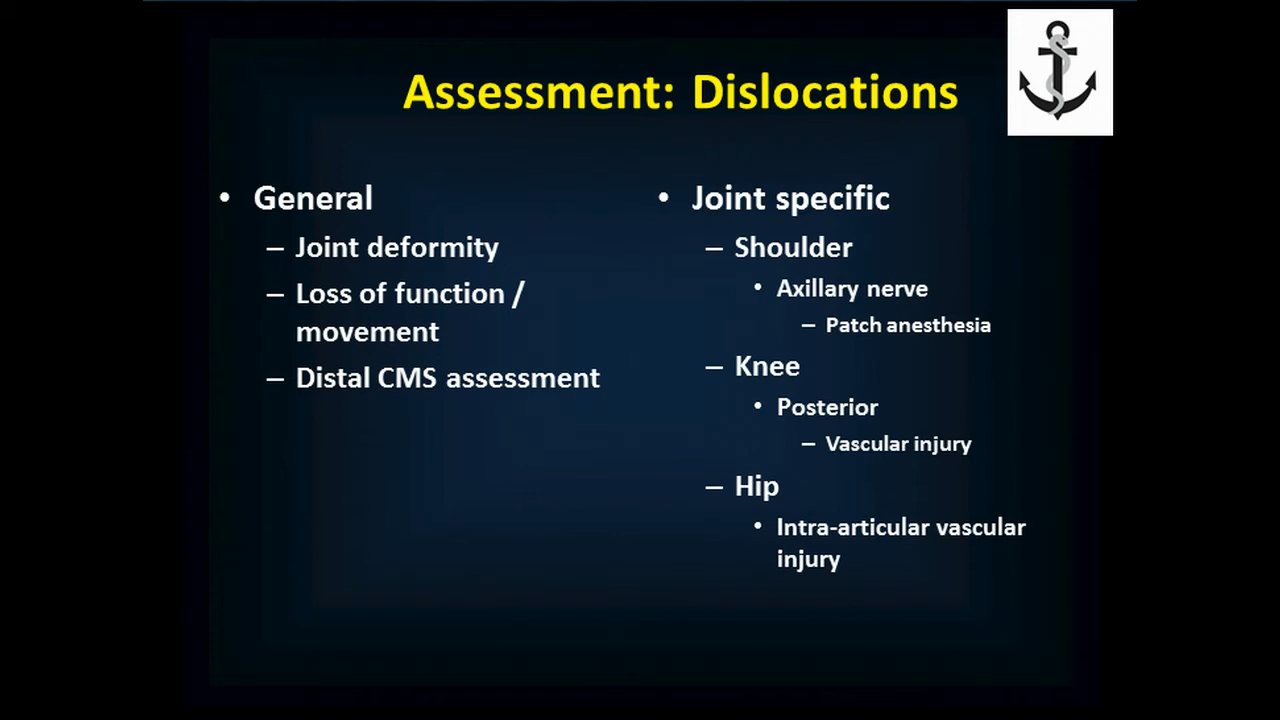 Assessment: Dislocations
• General
– Joint deformity
– Loss of function /
movement
– Distal CMS assessment
• Joint specific
– Shoulder
• Axillary nerve
– Patch anesthesia
– Knee
• Posterior
– Vascular injury
– Hip
• Intra-articular vascular
injury